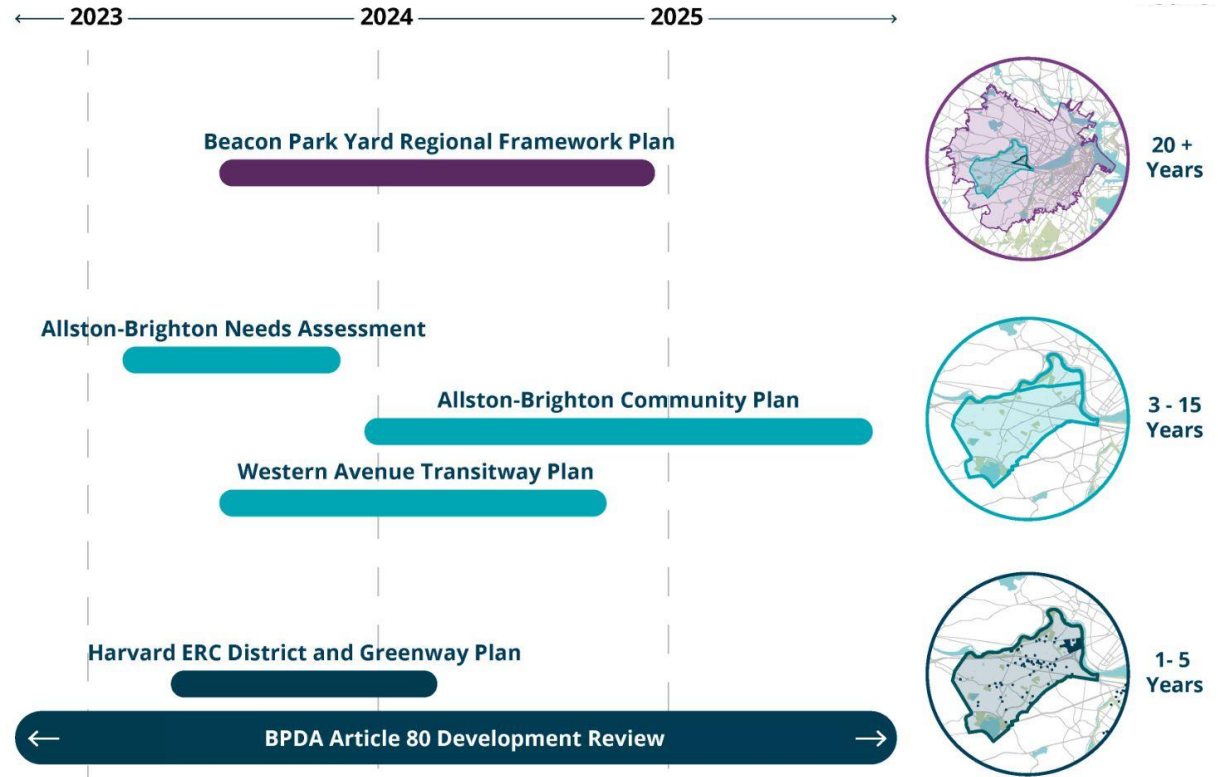 2023 2024 2025
Beacon Park Yard Regional Framework Plan
20 +
Years
Allston-Brighton Needs Assessment
Allston-Brighton Community Plan
3 - 15
Years
Western Avenue Transitway Plan
Harvard ERC District and Greenway Plan
1- 5
Years
BPDA Article 80 Development Review